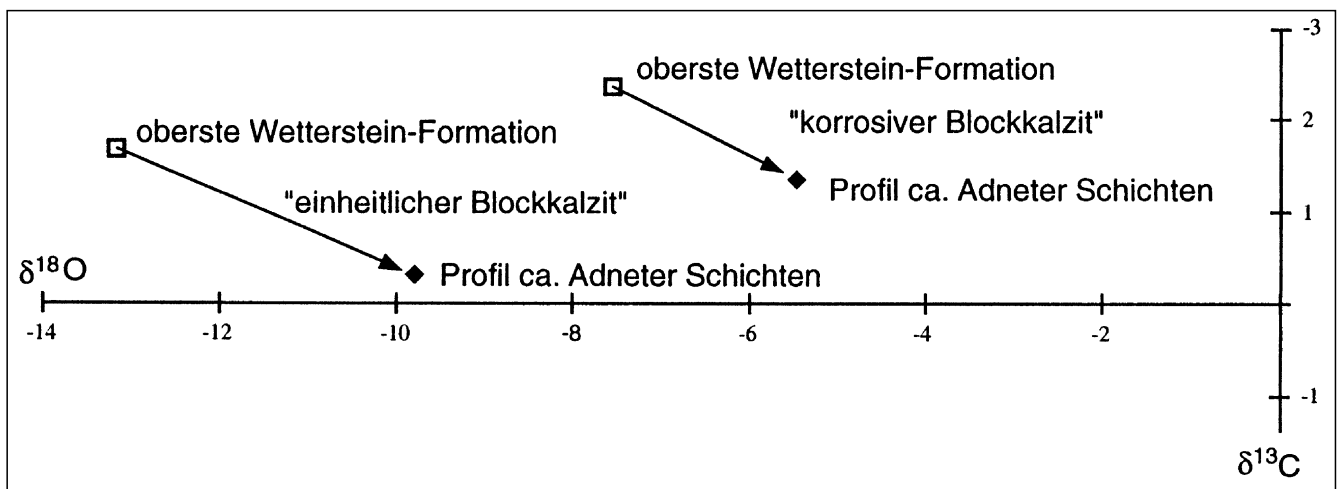 -3
oberste Wetterstein-Formation
oberste Wetterstein-Formation
"korrosiver Blockkalzit"
2
"einheitlicher Blockkalzit"
Profil ca. Adneter Schichten
1
δ18O
Profil ca. Adneter Schichten
-14 -12 -10 -8 -6 -4 -2
-1
δ13C